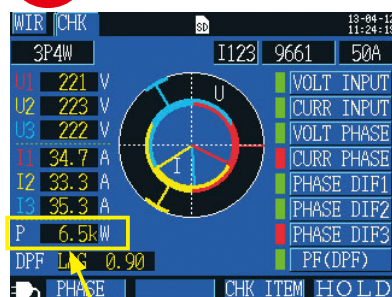 WIR CHK SD 13-04-12
11:24:19
3P4W I123 9661 50A
U1 221 V
U2 223 V
U3 222 V
I1 34.7 A
I2 33.3 A
I3 35.3 A
P 6.5kW
DPF LAG 0.90
U
I
VOLT INPUT
CURR INPUT
VOLT PHASE
CURR PHASE
PHASE DIF1
PHASE DIF2
PHASE DIF3
PF(DPF)
PHASE CHK ITEM HOLD